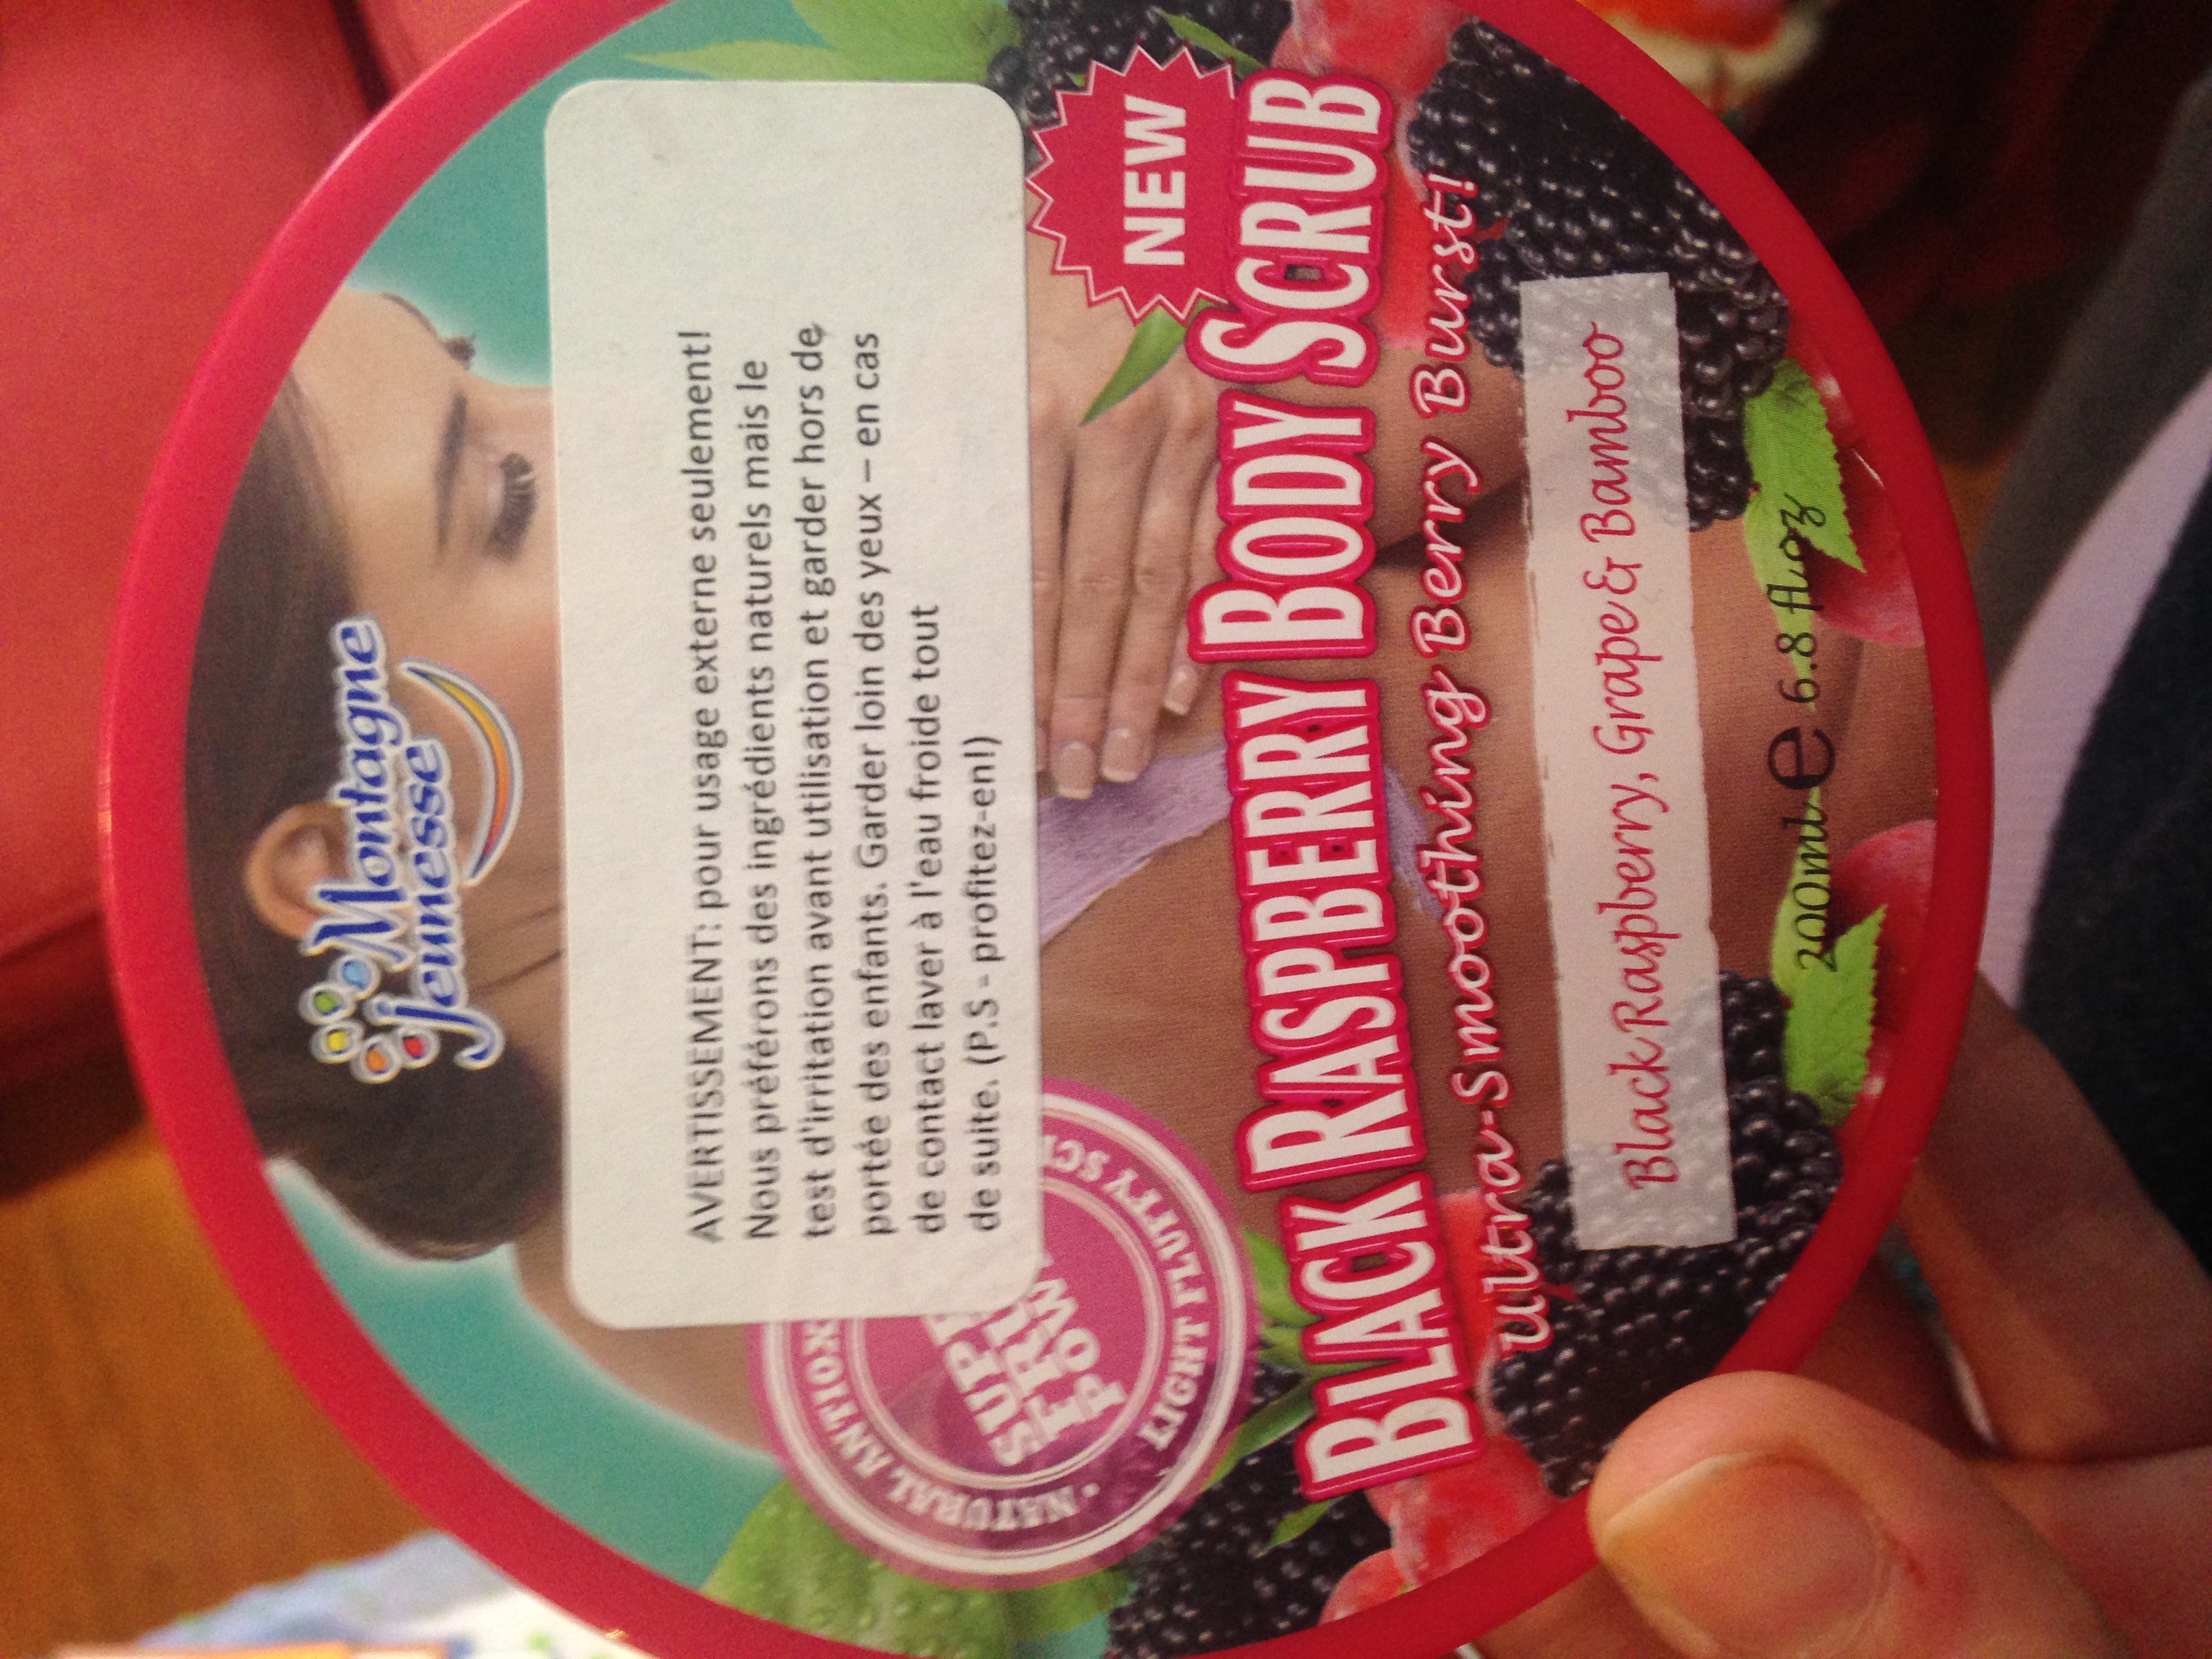 Montagne
Jeunesse
AVERTISSEMENT: pour usage externe seulement!
Nous préférons des ingrédients naturels mais le
test d'irritation avant utilisation et garder hors de
portée des enfants. Garder loin des yeux – en cas
de contact laver à l'eau froide tout
de suite. (P.S - profitez-en!)
NEW
NATURAL
LIGHT FLUFFY
BLACK RASPBERRY BODY SCRUB
Ultra-Smoothing Berry Burst!
Black Raspberry, Grape & Bamboo
200ml e 6.8 fl.oz